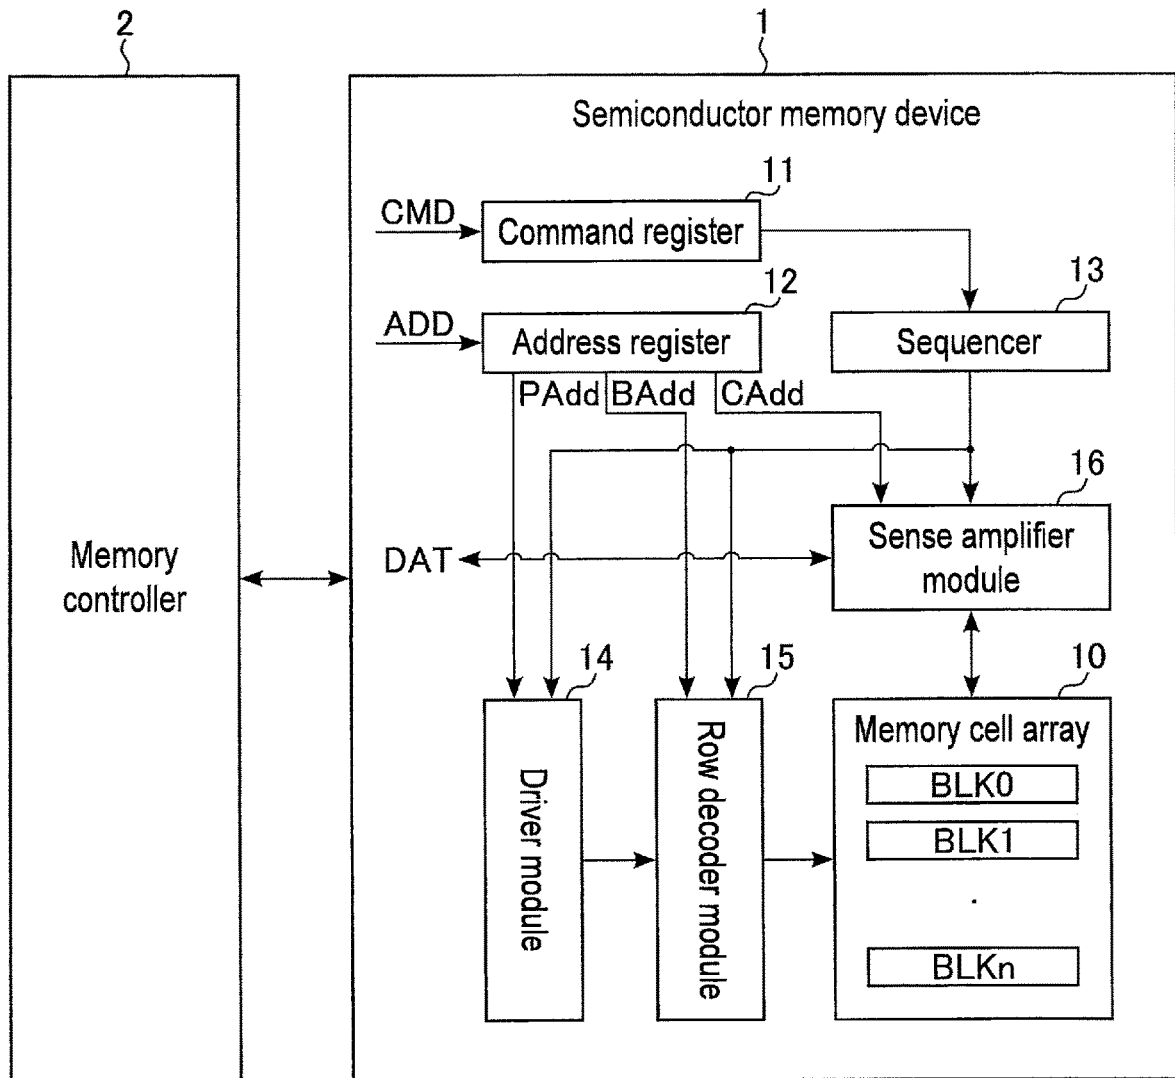 2
1
Semiconductor memory device
11
CMD
Command register
12
13
ADD
Address register
Sequencer
PAdd
BAdd
CAdd
16
DAT
Sense amplifier
module
Memory
controller
14
15
10
Driver module
Row decoder module
Memory cell array
BLK0
BLK1
.
BLKn